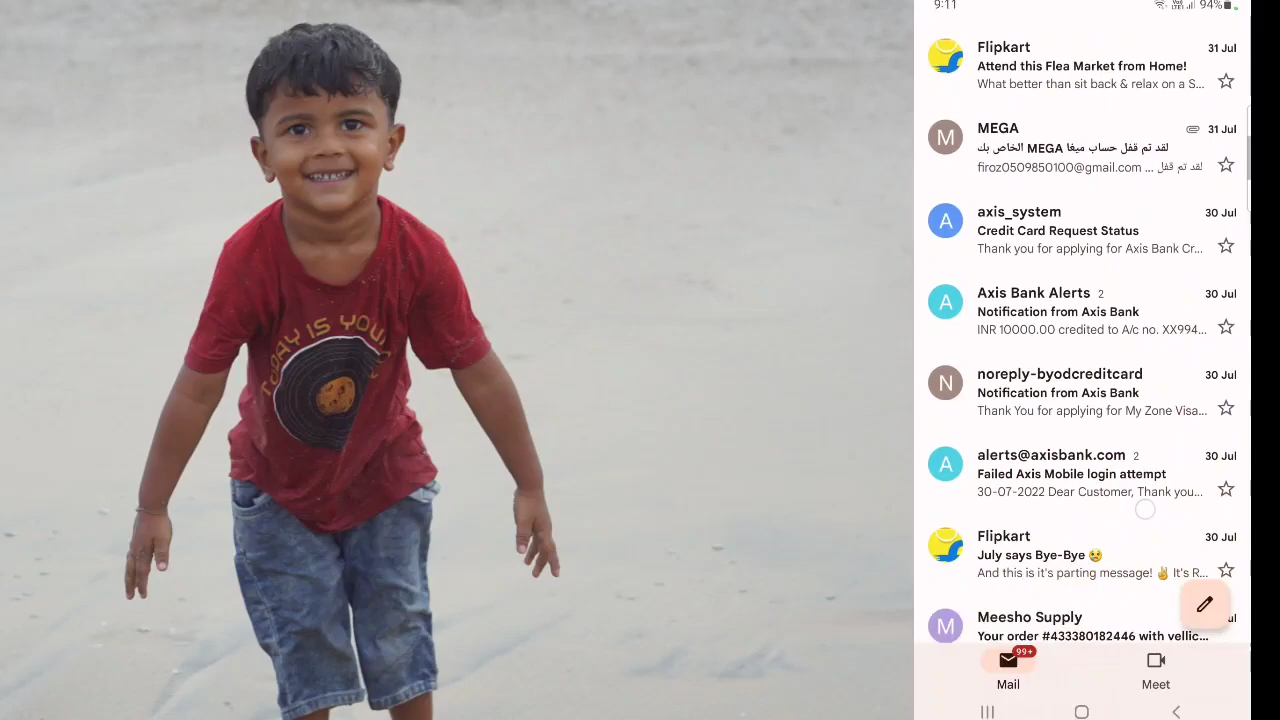 TODAY IS YOUR
9:11
94%
Flipkart
31 Jul
Attend this Flea Market from Home!
What better than sit back & relax on a S...
M
MEGA
31 Jul
لقد تم قفل حساب ميغا MEGA الخاص بك
firoz0509850100@gmail.com ... لقد تم قفل
A
axis_system
30 Jul
Credit Card Request Status
Thank you for applying for Axis Bank Cr...
A
Axis Bank Alerts 2
30 Jul
Notification from Axis Bank
INR 10000.00 credited to A/c no. XX994...
N
noreply-byodcreditcard
30 Jul
Notification from Axis Bank
Thank You for applying for My Zone Visa...
A
alerts@axisbank.com 2
30 Jul
Failed Axis Mobile login attempt
30-07-2022 Dear Customer, Thank you...
Flipkart
30 Jul
July says Bye-Bye 😢
And this is it's parting message! ✌️ It's R...
M
Meesho Supply
Your order #433380182446 with vellic...
99+
Mail
Meet